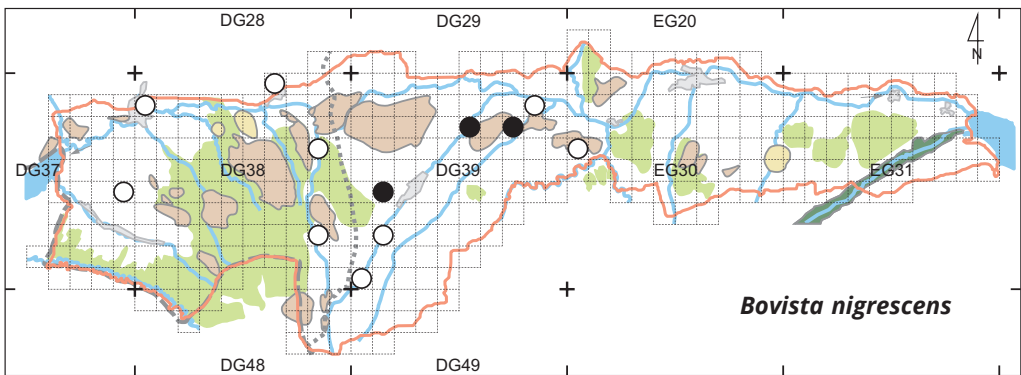 DG28 DG29 EG20
N
DG37 DG38 DG39 EG30 EG31
Bovista nigrescens
DG48 DG49